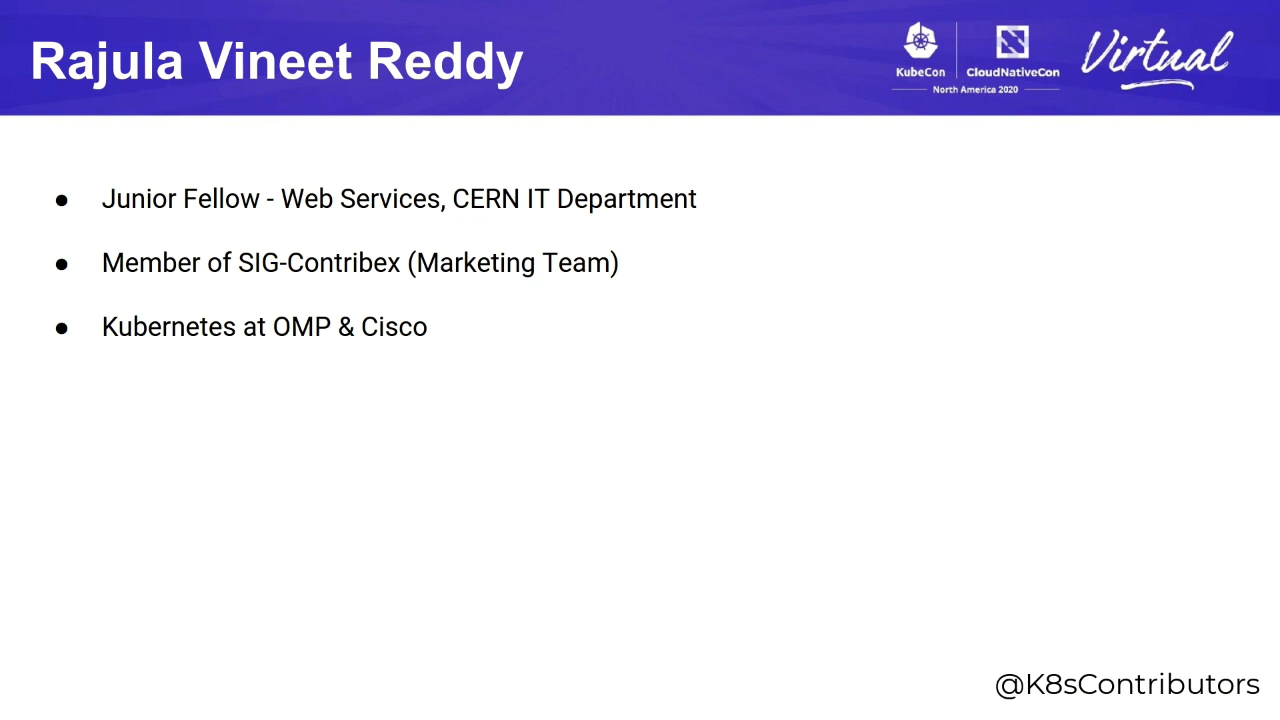 Rajula Vineet Reddy
KubeCon
CloudNativeCon
North America 2020
Virtual
● Junior Fellow - Web Services, CERN IT Department
● Member of SIG-Contribex (Marketing Team)
● Kubernetes at OMP & Cisco
@K8sContributors